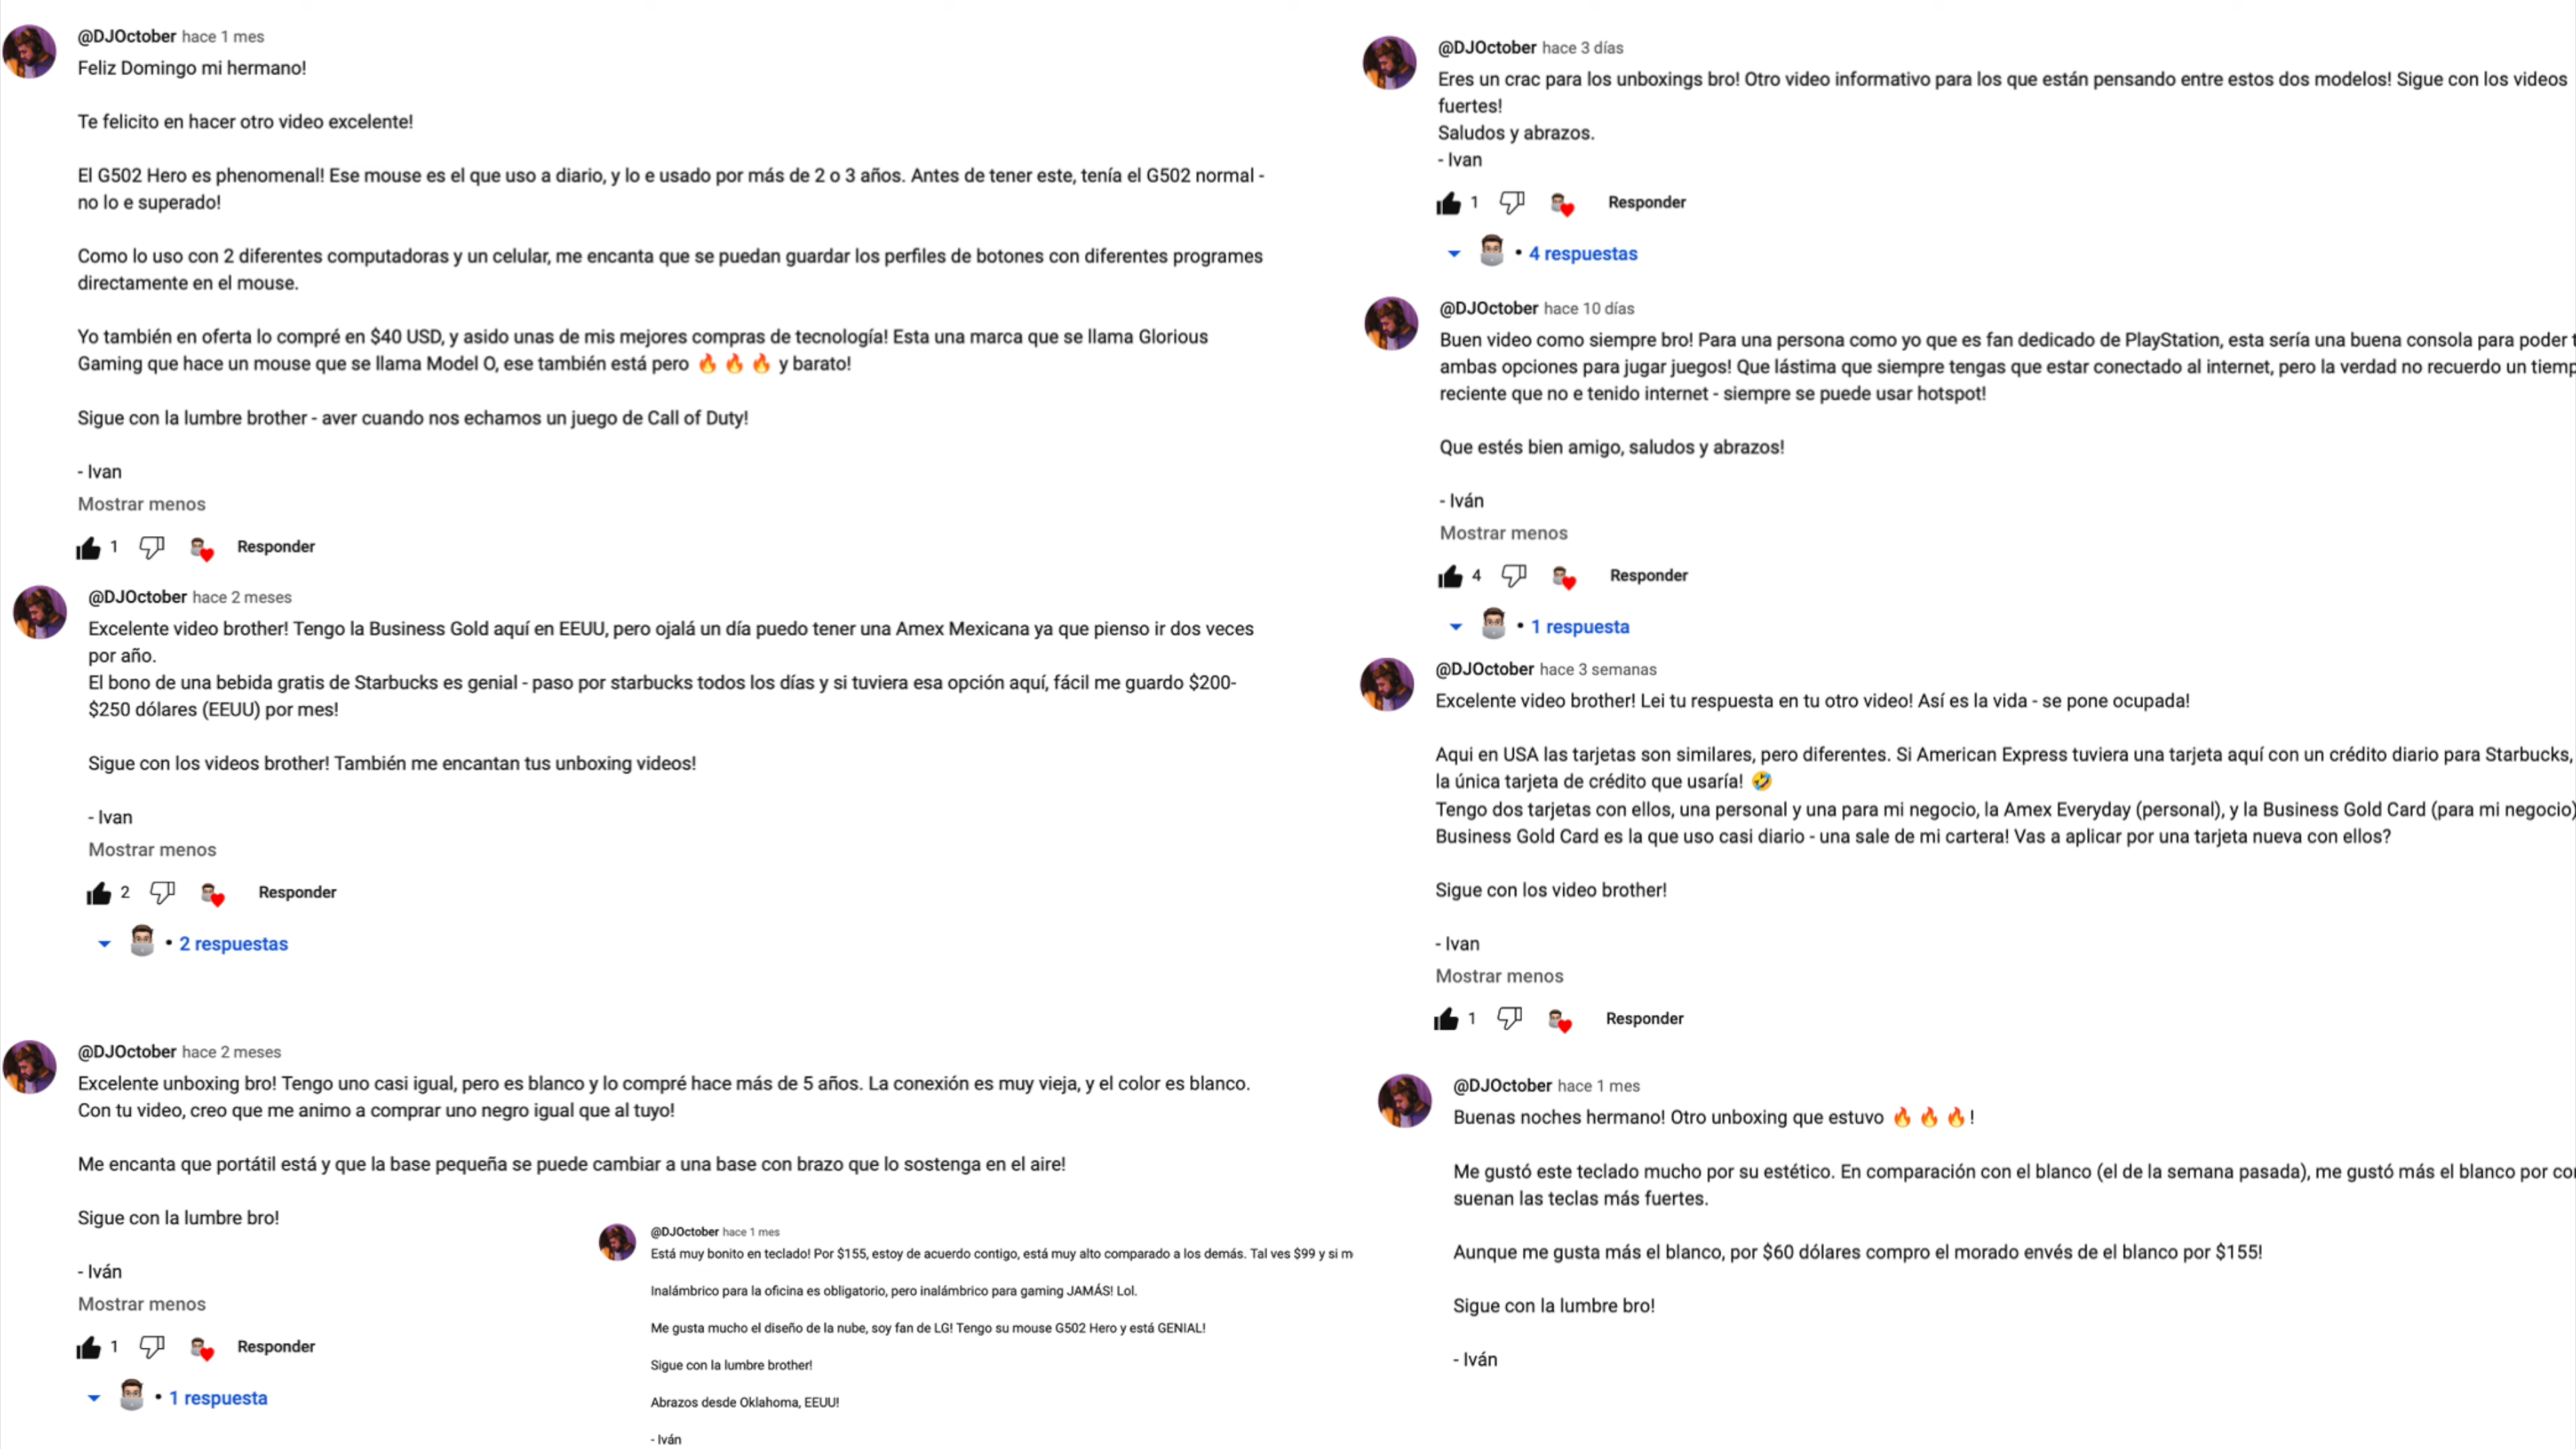 @DJOctober hace 1 mes
Feliz Domingo mi hermano!
Te felicito en hacer otro video excelente!
El G502 Hero es phenomenal! Ese mouse es el que uso a diario, y lo e usado por más de 2 o 3 años. Antes de tener este, tenía el G502 normal -
no lo e superado!
Como lo uso con 2 diferentes computadoras y un celular, me encanta que se puedan guardar los perfiles de botones con diferentes programes
directamente en el mouse.
Yo también en oferta lo compré en $40 USD, y asido unas de mis mejores compras de tecnología! Esta una marca que se llama Glorious
Gaming que hace un mouse que se llama Model O, ese también está pero 🔥 🔥 🔥 y barato!
Sigue con la lumbre brother - aver cuando nos echamos un juego de Call of Duty!
- Ivan
Mostrar menos
1 Responder
@DJOctober hace 2 meses
Excelente video brother! Tengo la Business Gold aquí en EEUU, pero ojalá un día puedo tener una Amex Mexicana ya que pienso ir dos veces
por año.
El bono de una bebida gratis de Starbucks es genial - paso por starbucks todos los días y si tuviera esa opción aquí, fácil me guardo $200-
$250 dólares (EEUU) por mes!
Sigue con los videos brother! También me encantan tus unboxing videos!
- Ivan
Mostrar menos
2 Responder
• 2 respuestas
@DJOctober hace 2 meses
Excelente unboxing bro! Tengo uno casi igual, pero es blanco y lo compré hace más de 5 años. La conexión es muy vieja, y el color es blanco.
Con tu video, creo que me animo a comprar uno negro igual que al tuyo!
Me encanta que portátil está y que la base pequeña se puede cambiar a una base con brazo que lo sostenga en el aire!
Sigue con la lumbre bro!
- Iván
Mostrar menos
1 Responder
• 1 respuesta
@DJOctober hace 1 mes
Está muy bonito en teclado! Por $155, estoy de acuerdo contigo, está muy alto comparado a los demás. Tal ves $99 y si m
Inalámbrico para la oficina es obligatorio, pero inalámbrico para gaming JAMÁS! Lol.
Me gusta mucho el diseño de la nube, soy fan de LG! Tengo su mouse G502 Hero y está GENIAL!
Sigue con la lumbre brother!
Abrazos desde Oklahoma, EEUU!
- Iván
@DJOctober hace 3 días
Eres un crac para los unboxings bro! Otro video informativo para los que están pensando entre estos dos modelos! Sigue con los videos
fuertes!
Saludos y abrazos.
- Ivan
1 Responder
• 4 respuestas
@DJOctober hace 10 días
Buen video como siempre bro! Para una persona como yo que es fan dedicado de PlayStation, esta sería una buena consola para poder t
ambas opciones para jugar juegos! Que lástima que siempre tengas que estar conectado al internet, pero la verdad no recuerdo un tiemp
reciente que no e tenido internet - siempre se puede usar hotspot!
Que estés bien amigo, saludos y abrazos!
- Iván
Mostrar menos
4 Responder
• 1 respuesta
@DJOctober hace 3 semanas
Excelente video brother! Lei tu respuesta en tu otro video! Así es la vida - se pone ocupada!
Aqui en USA las tarjetas son similares, pero diferentes. Si American Express tuviera una tarjeta aquí con un crédito diario para Starbucks,
la única tarjeta de crédito que usaría! 🤣
Tengo dos tarjetas con ellos, una personal y una para mi negocio, la Amex Everyday (personal), y la Business Gold Card (para mi negocio)
Business Gold Card es la que uso casi diario - una sale de mi cartera! Vas a aplicar por una tarjeta nueva con ellos?
Sigue con los video brother!
- Ivan
Mostrar menos
1 Responder
@DJOctober hace 1 mes
Buenas noches hermano! Otro unboxing que estuvo 🔥 🔥 🔥!
Me gustó este teclado mucho por su estético. En comparación con el blanco (el de la semana pasada), me gustó más el blanco por co
suenan las teclas más fuertes.
Aunque me gusta más el blanco, por $60 dólares compro el morado envés de el blanco por $155!
Sigue con la lumbre bro!
- Iván